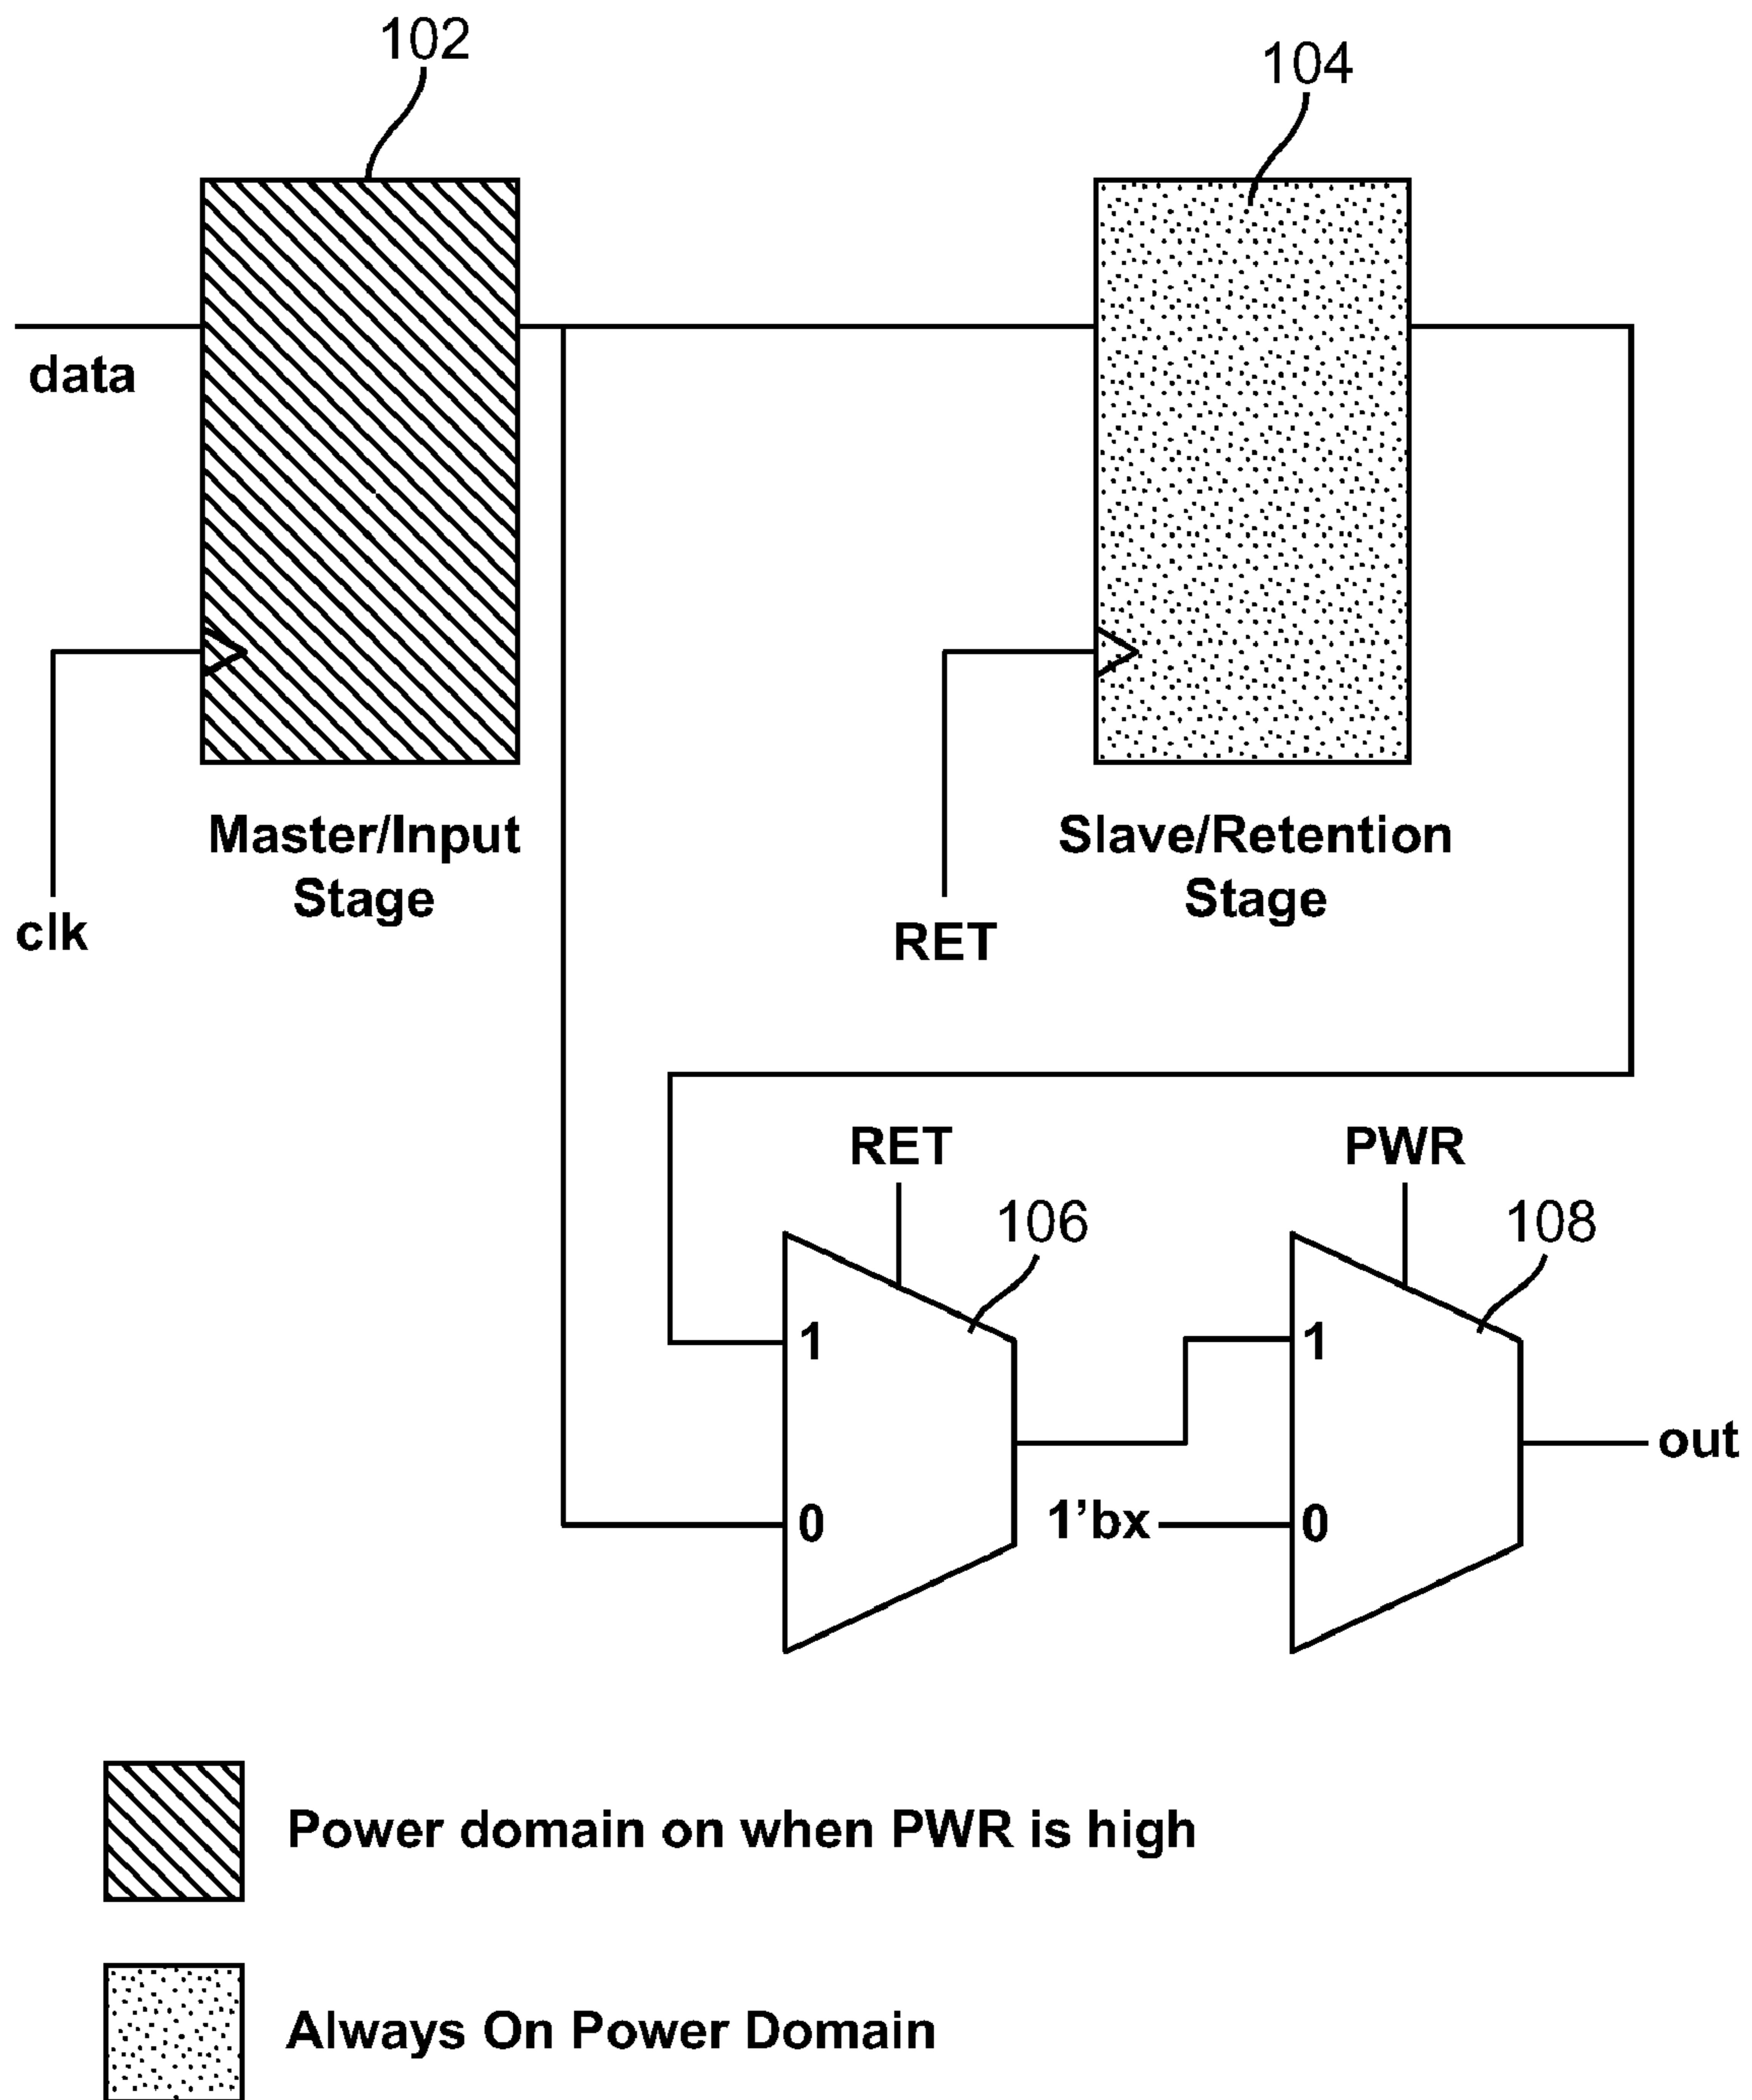 102
104
data
Master/Input
Stage
Slave/Retention
Stage
clk
RET
RET
PWR
106
108
1
1
out
1’bx
0
0
Power domain on when PWR is high
Always On Power Domain